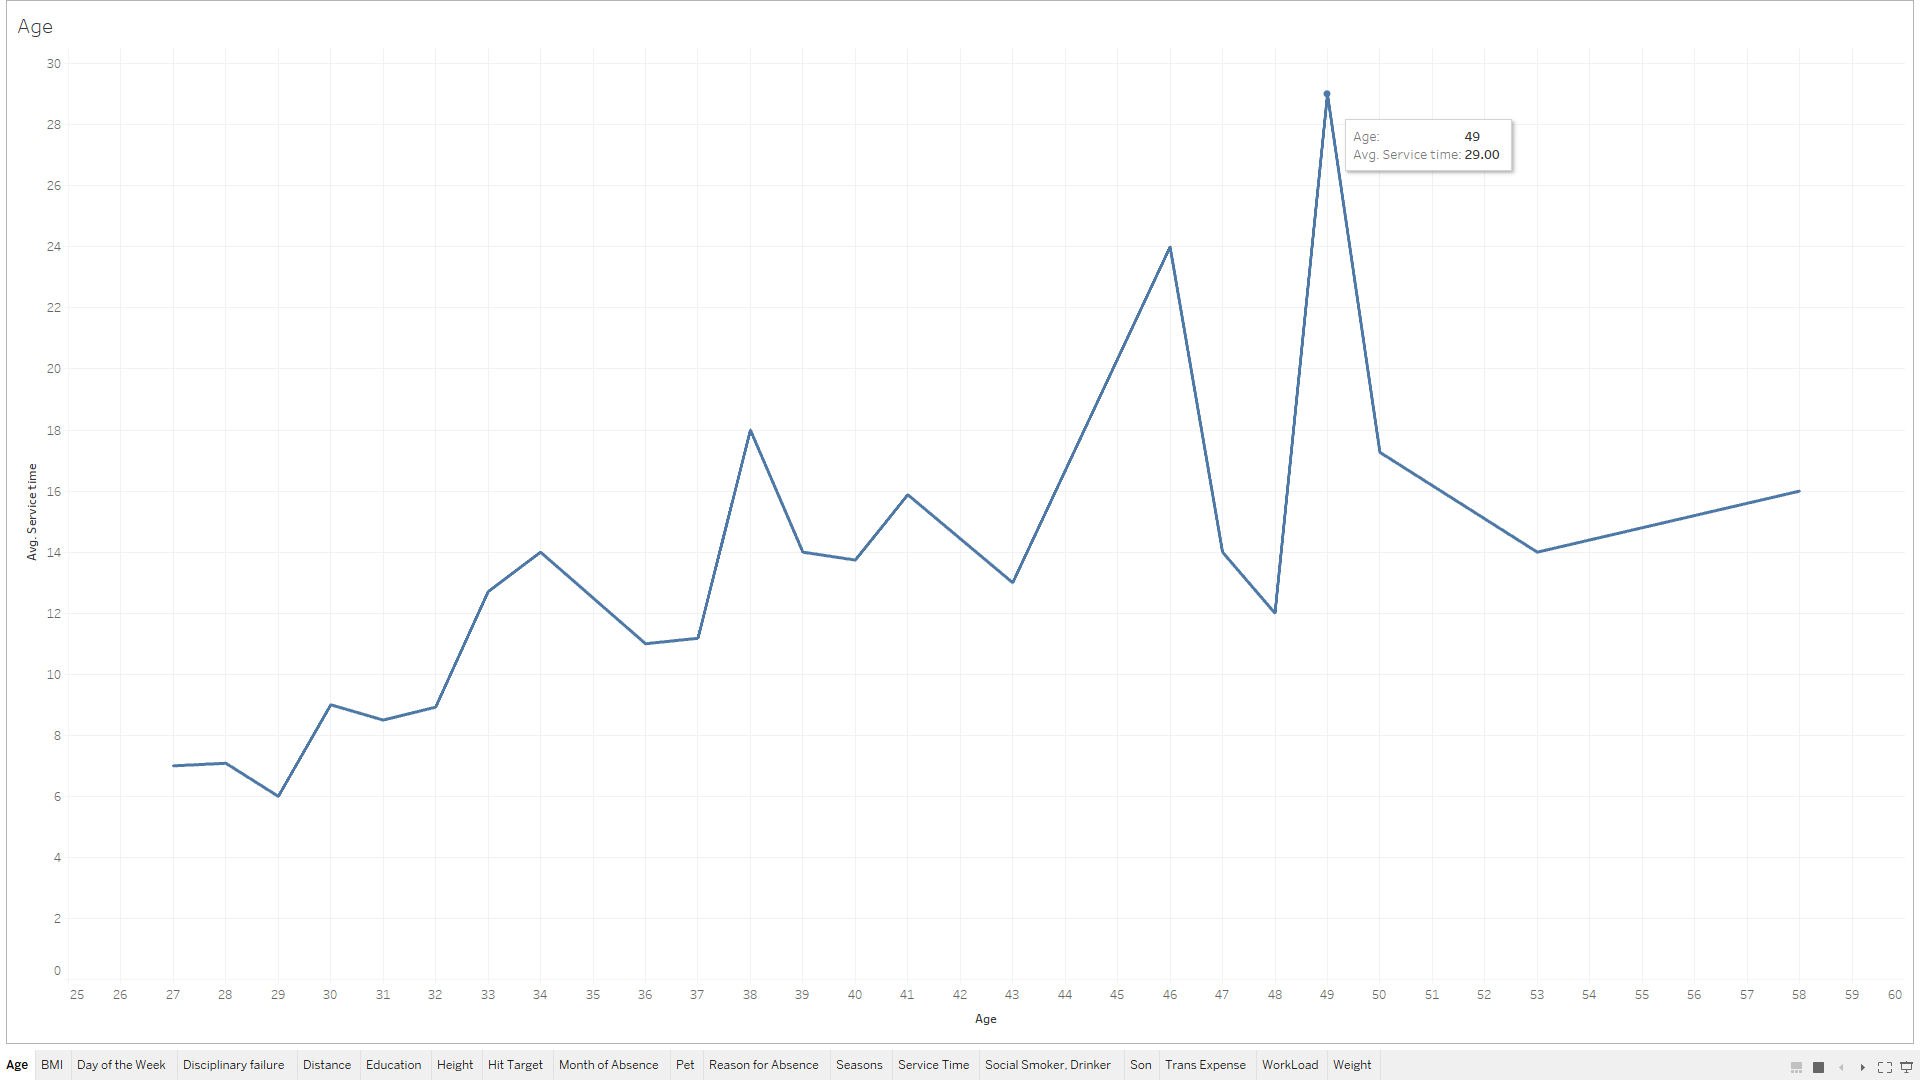 Age
30
28
26
24
22
20
18
16
14
12
10
8
6
4
2
0
Avg. Service time
Age: 49
Avg. Service time: 29.00
25 26 27 28 29 30 31 32 33 34 35 36 37 38 39 40 41 42 43 44 45 46 47 48 49 50 51 52 53 54 55 56 57 58 59 60
Age
Age BMI Day of the Week Disciplinary failure Distance Education Height Hit Target Month of Absence Pet Reason for Absence Seasons Service Time Social Smoker, Drinker Son Trans Expense WorkLoad Weight